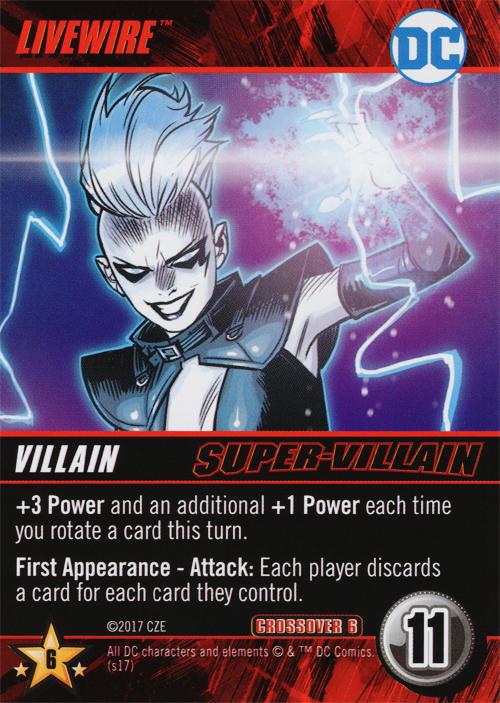 LIVEWIRE™
DC
VILLAIN
SUPER-VILLAIN
+3 Power and an additional +1 Power each time
you rotate a card this turn.
First Appearance - Attack: Each player discards
a card for each card they control.
©2017 CZE
CROSSOVER 6
11
6
All DC characters and elements © & ™ DC Comics.
(s17)